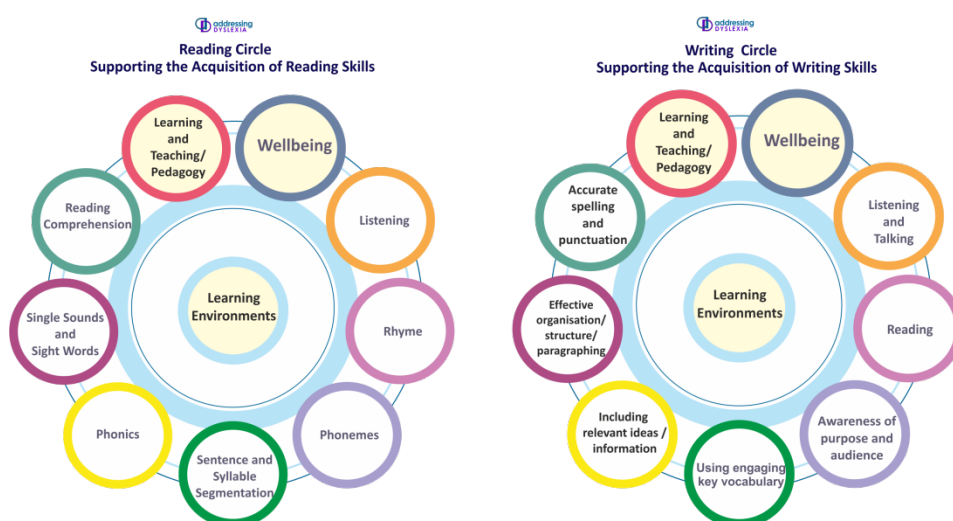 addressing
DYSLEXIA
Reading Circle
Supporting the Acquisition of Reading Skills
Learning
and
Teaching/
Pedagogy
Wellbeing
Listening
Rhyme
Phonemes
Sentence and
Syllable
Segmentation
Phonics
Single Sounds
and
Sight Words
Reading
Comprehension
Learning
Environments
addressing
DYSLEXIA
Writing Circle
Supporting the Acquisition of Writing Skills
Learning
and
Teaching/
Pedagogy
Wellbeing
Listening
and
Talking
Reading
Awareness of
purpose and
audience
Using engaging
key vocabulary
Including
relevant ideas /
information
Effective
organisation/
structure/
paragraphing
Accurate
spelling and
punctuation
Learning
Environments